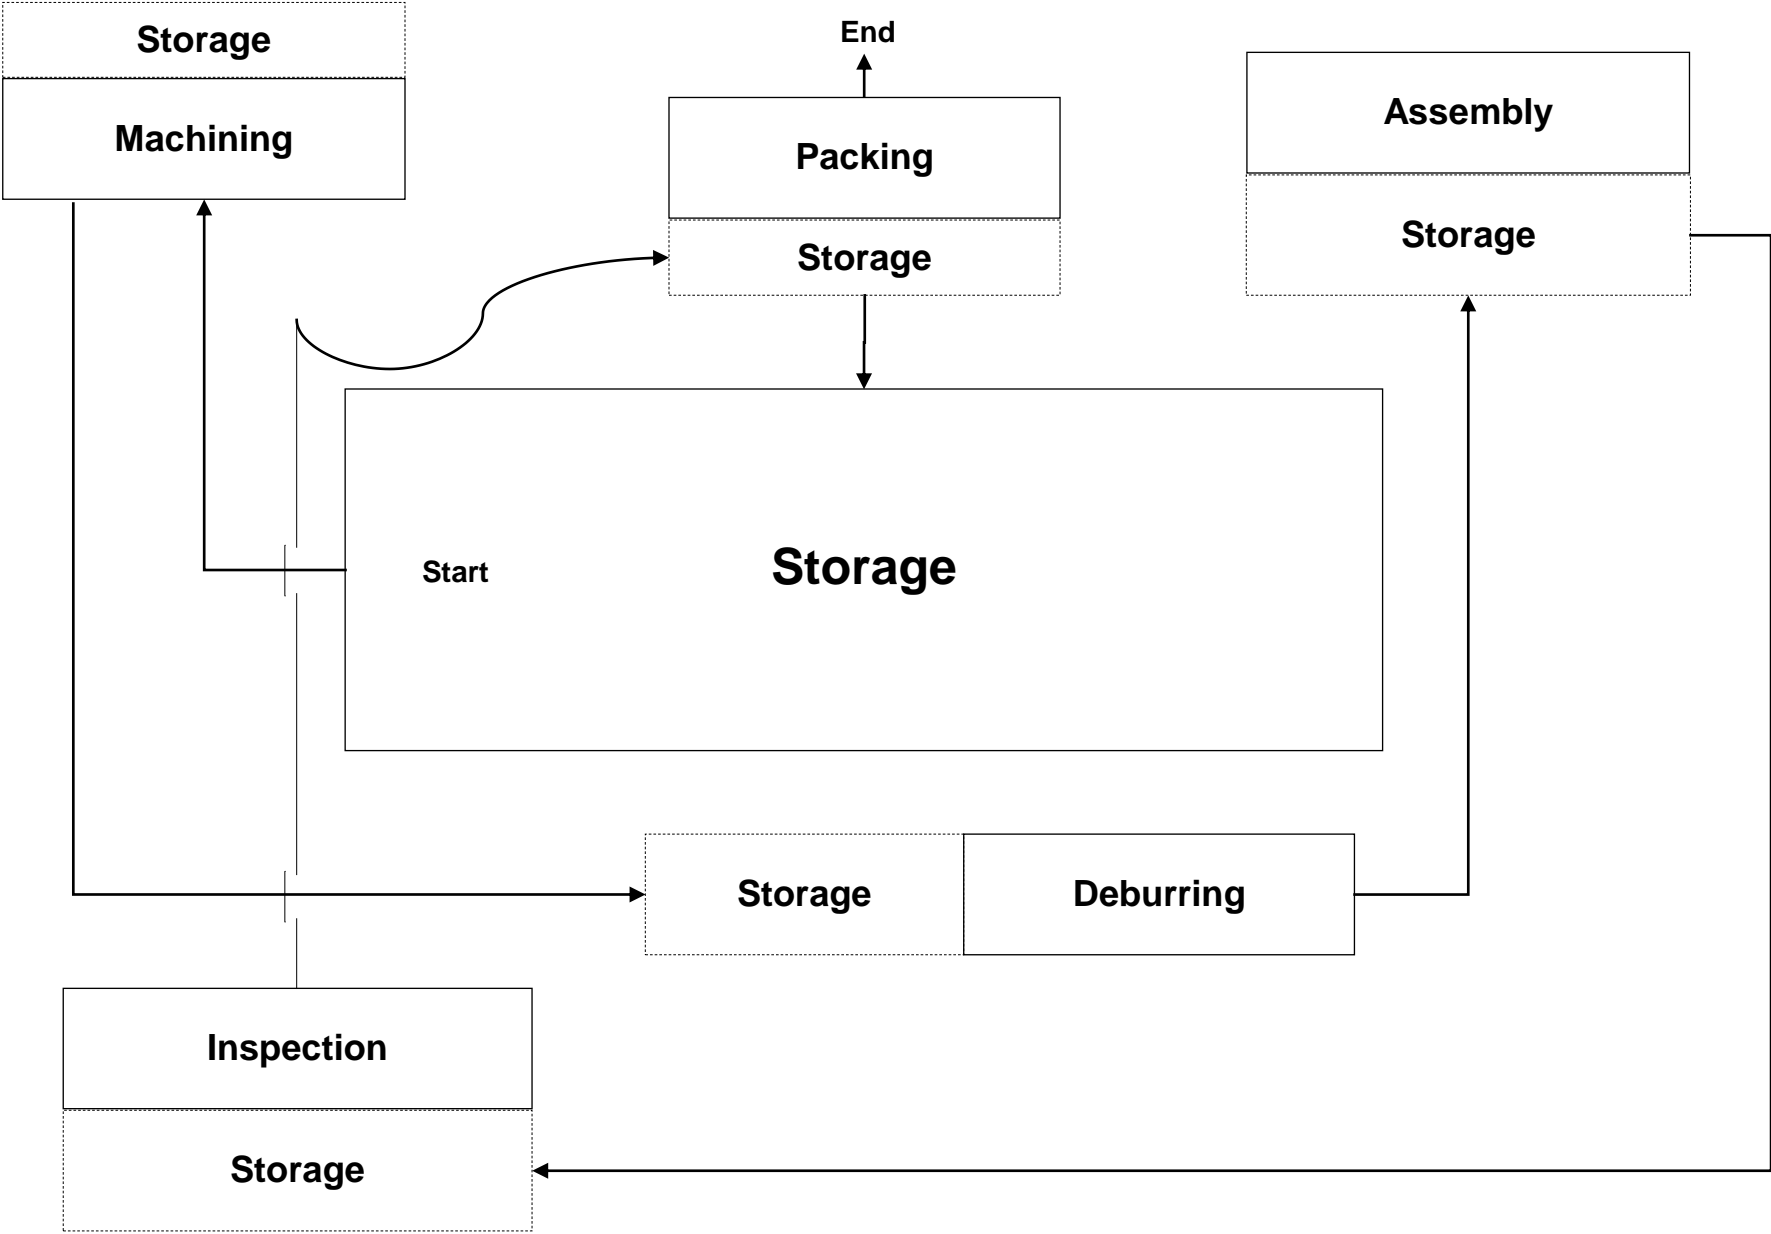 Storage
Machining
End
Packing
Storage
Assembly
Storage
Start
Storage
Storage
Deburring
Inspection
Storage